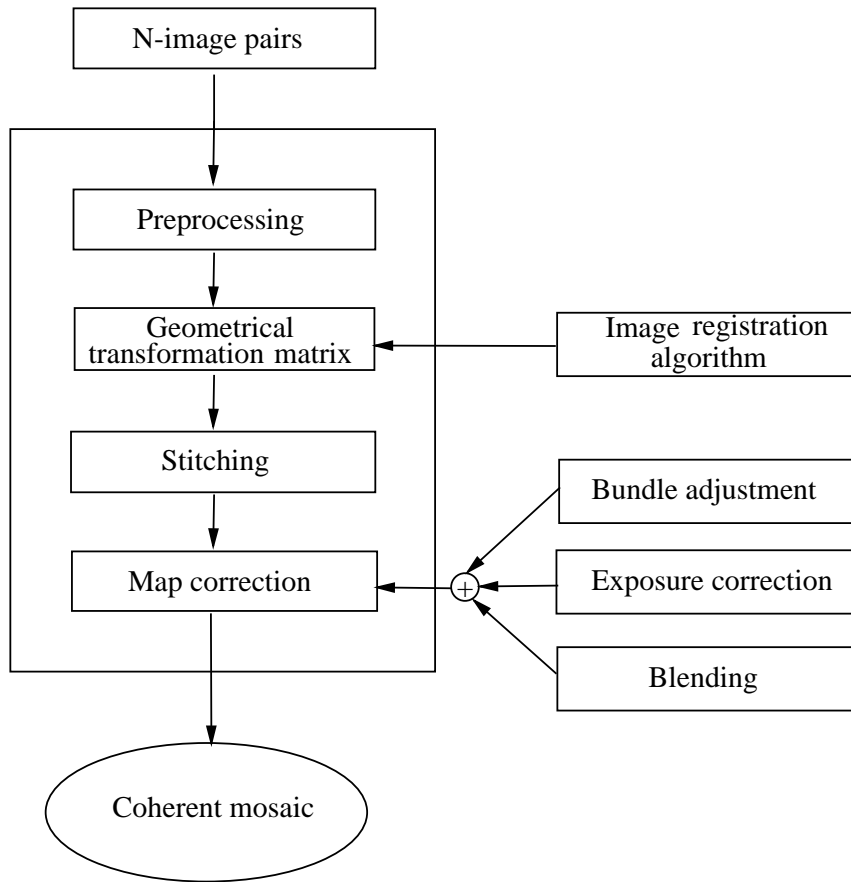 N-image pairs
Preprocessing
Geometrical
transformation matrix
Image registration
algorithm
Stitching
Bundle adjustment
Map correction
+
Exposure correction
Blending
Coherent mosaic